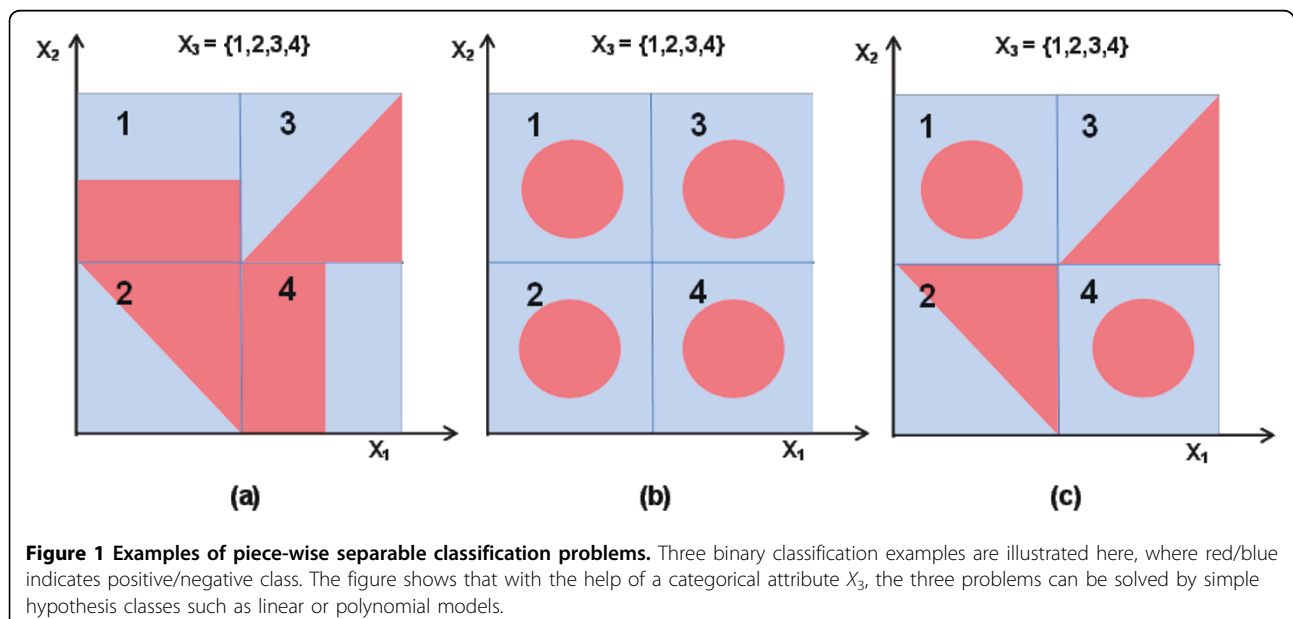 X₂ X₃ = {1,2,3,4}
1 3
2 4
X₁
(a)
X₂ X₃ = {1,2,3,4}
1 3
2 4
X₁
(b)
X₂ X₃ = {1,2,3,4}
1 3
2 4
X₁
(c)
Figure 1 Examples of piece-wise separable classification problems. Three binary classification examples are illustrated here, where red/blue
indicates positive/negative class. The figure shows that with the help of a categorical attribute X₃, the three problems can be solved by simple
hypothesis classes such as linear or polynomial models.